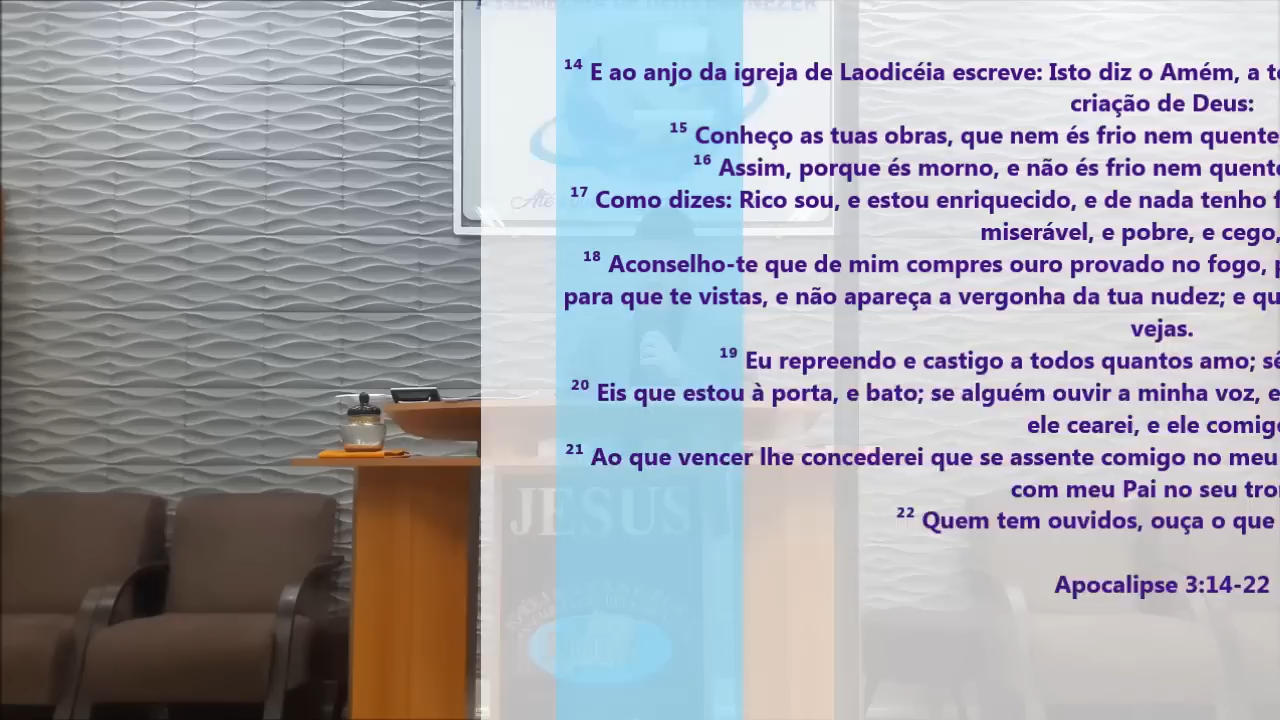 ASSEMBLEIA DE DEUS EBENEZER
14 E ao anjo da igreja de Laodicéia escreve: Isto diz o Amém, a
criação de Deus:
15 Conheço as tuas obras, que nem és frio nem quente
16 Assim, porque és morno, e não és frio nem
17 Como dizes: Rico sou, e estou enriquecido, e de nada tenho
miserável, e pobre, e cego,
18 Aconselho-te que de mim compres ouro provado no fogo,
para que te vistas, e não apareça a vergonha da tua nudez; e
vejas.
19 Eu repreendo e castigo a todos quantos amo;
20 Eis que estou à porta, e bato; se alguém ouvir a minha voz, e
ele cearei, e ele
21 Ao que vencer lhe concederei que se assente comigo no meu
com meu Pai no seu
22 Quem tem ouvidos, ouça o que
Apocalipse 3:14-22
JESUS